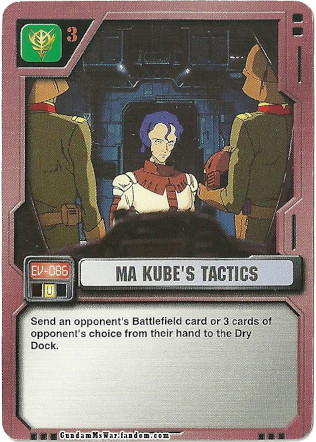 3
MA KUBE'S TACTICS
EV-086
U
Send an opponent's Battlefield card or 3 cards of
opponent's choice from their hand to the Dry
Dock.
GundamMsWar.fandom.com